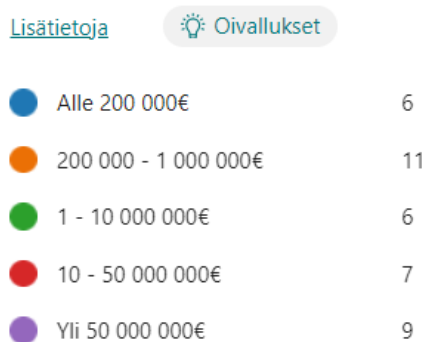 Lisätietoja Oivallukset
Alle 200 000€ 6
200 000 - 1 000 000€ 11
1 - 10 000 000€ 6
10 - 50 000 000€ 7
Yli 50 000 000€ 9